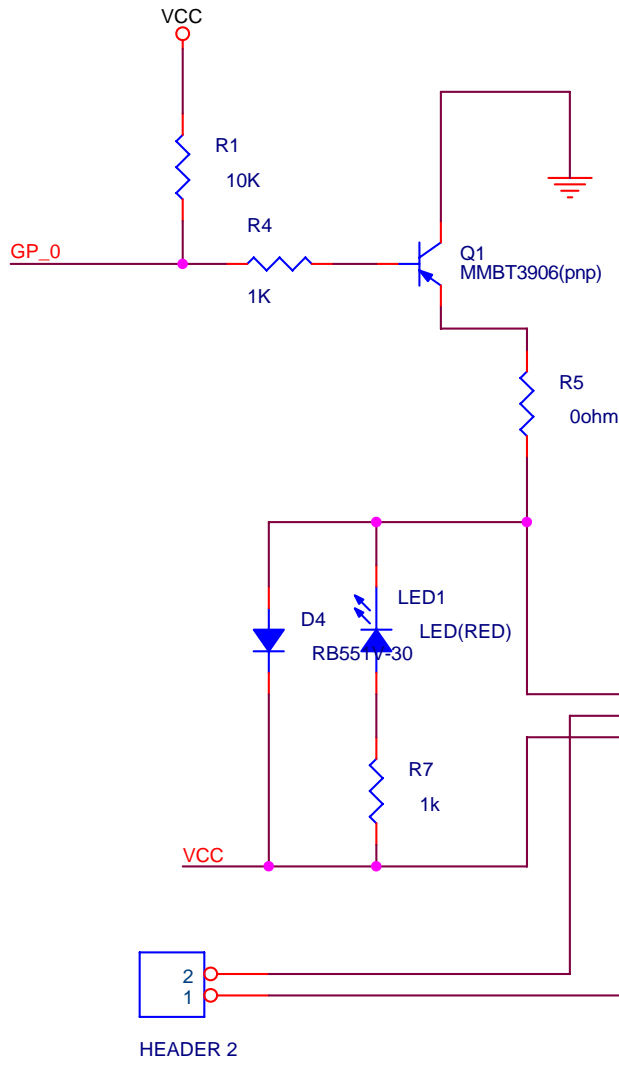 VCC
R1
10K
R4
GP_0
1K
Q1
MMBT3906(pnp)
R5
0ohm
LED1
D4
LED(RED)
RB551V-30
R7
1k
VCC
2
1
HEADER 2